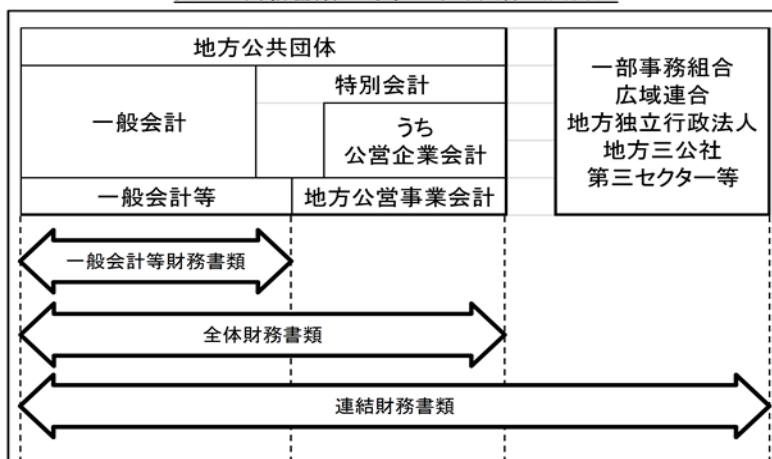 地方公共団体
一般会計
特別会計
うち
公営企業会計
一般会計等
地方公営事業会計
一部事務組合
広域連合
地方独立行政法人
地方三公社
第三セクター等
一般会計等財務書類
全体財務書類
連結財務書類